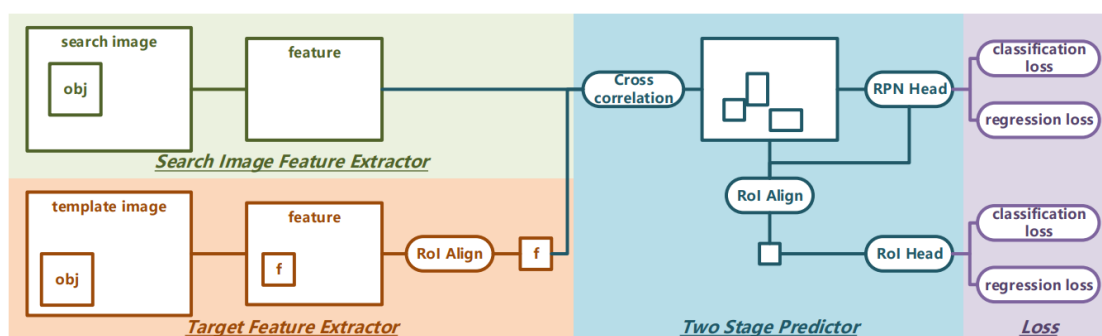 search image
obj
feature
Search Image Feature Extractor
template image
obj
feature
f
RoI Align
f
Target Feature Extractor
Cross
correlation
RPN Head
RoI Align
RoI Head
Two Stage Predictor
classification
loss
regression loss
classification
loss
regression loss
Loss